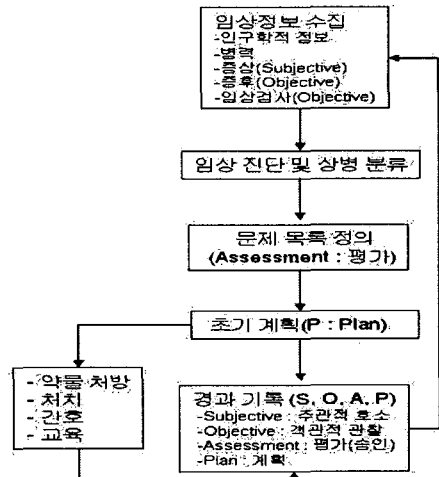 임상정보 수집
-인구학적 정보
-병력
-증상(Subjective)
-증후(Objective)
-임상검사(Objective)
임상 진단 및 상병 분류
문제 목록 정의
(Assessment : 평가)
초기 계획(P : Plan)
- 약물 처방
- 처치
- 간호
- 교육
경과 기록 (S, O, A, P)
-Subjective : 주관적 호소
-Objective : 객관적 관찰
-Assessment : 평가(승인)
-Plan : 계획